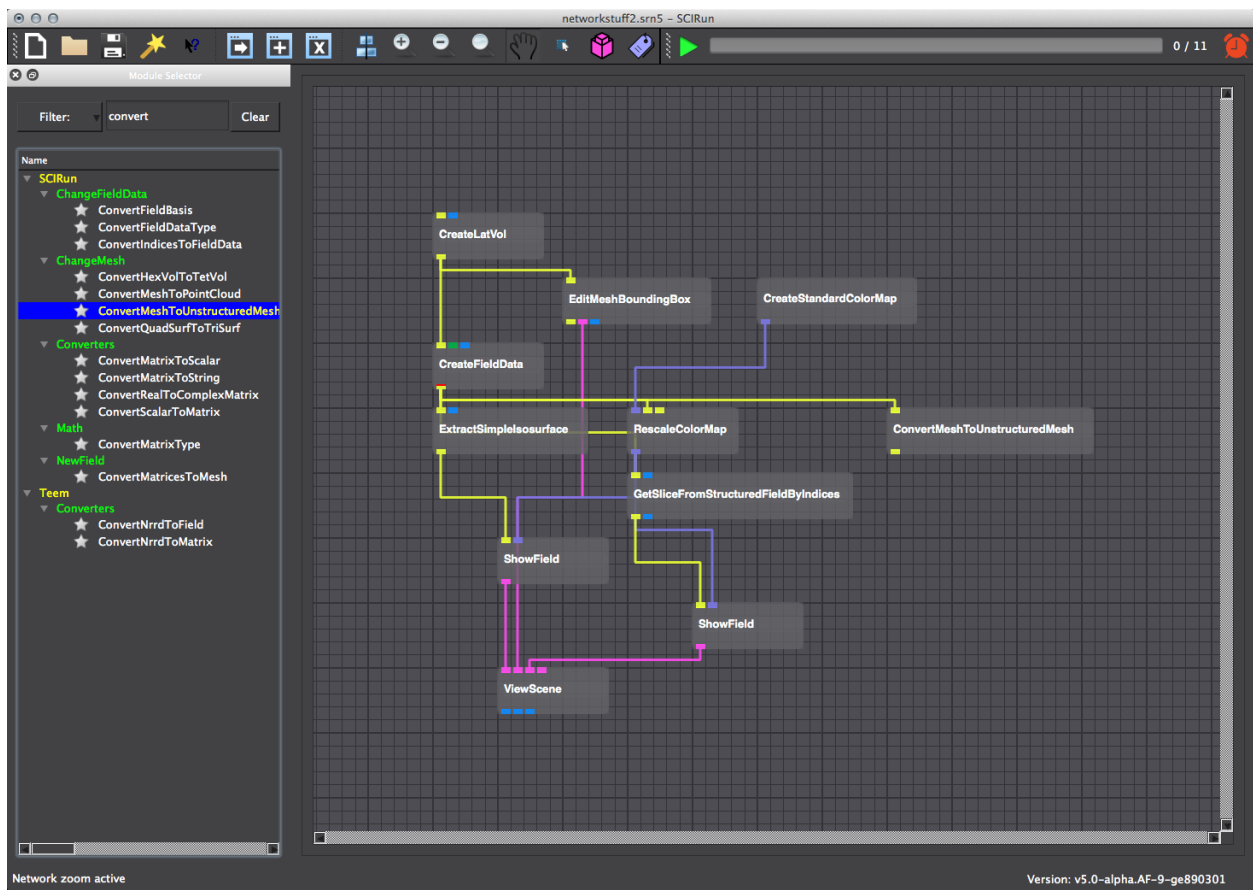 networkstuff2.srn5 – SCIRun
0 / 11
Module Selector
Filter:
convert
Clear
Name
SCIRun
ChangeFieldData
ConvertFieldBasis
ConvertFieldDataType
ConvertIndicesToFieldData
ChangeMesh
ConvertHexVolToTetVol
ConvertMeshToPointCloud
ConvertMeshToUnstructuredMesh
ConvertQuadSurfToTriSurf
Converters
ConvertMatrixToScalar
ConvertMatrixToString
ConvertRealToComplexMatrix
ConvertScalarToMatrix
Math
ConvertMatrixType
NewField
ConvertMatricesToMesh
Teem
Converters
ConvertNrrdToField
ConvertNrrdToMatrix
CreateLatVol
EditMeshBoundingBox
CreateStandardColorMap
CreateFieldData
ExtractSimpleIsosurface
RescaleColorMap
ConvertMeshToUnstructuredMesh
GetSliceFromStructuredFieldByIndices
ShowField
ShowField
ViewScene
Network zoom active
Version: v5.0-alpha.AF-9-ge890301